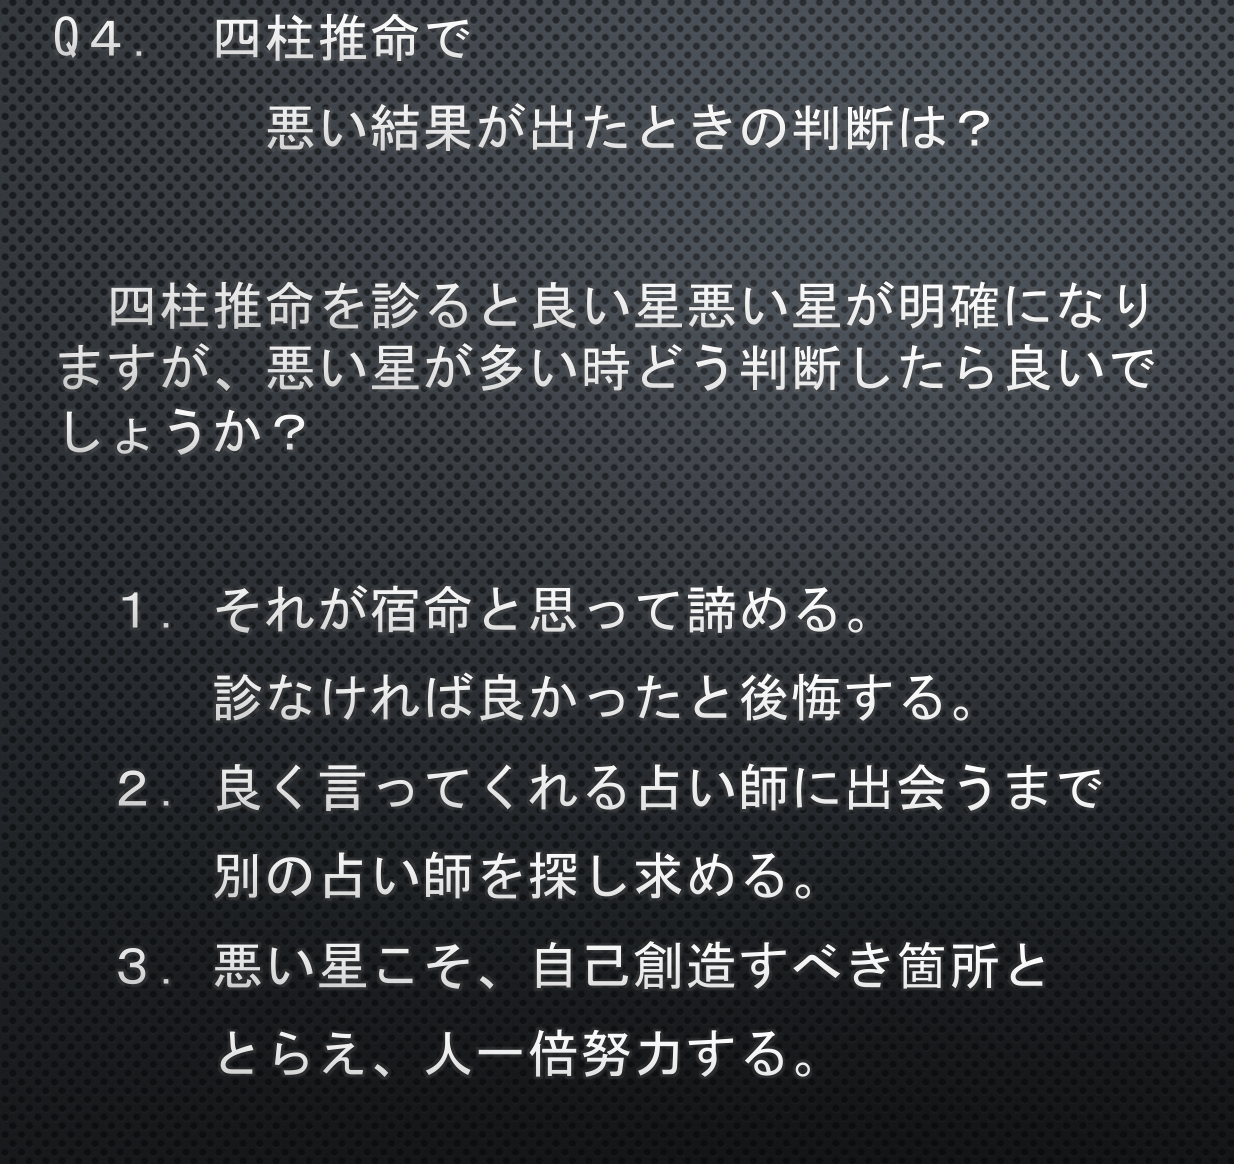 Q４．　四柱推命で
悪い結果が出たときの判断は？
四柱推命を診ると良い星悪い星が明確になり
ますが、悪い星が多い時どう判断したら良いで
しょうか？
１．それが宿命と思って諦める。
診なければ良かったと後悔する。
２．良く言ってくれる占い師に出会うまで
別の占い師を探し求める。
３．悪い星こそ、自己創造すべき箇所と
とらえ、人一倍努力する。